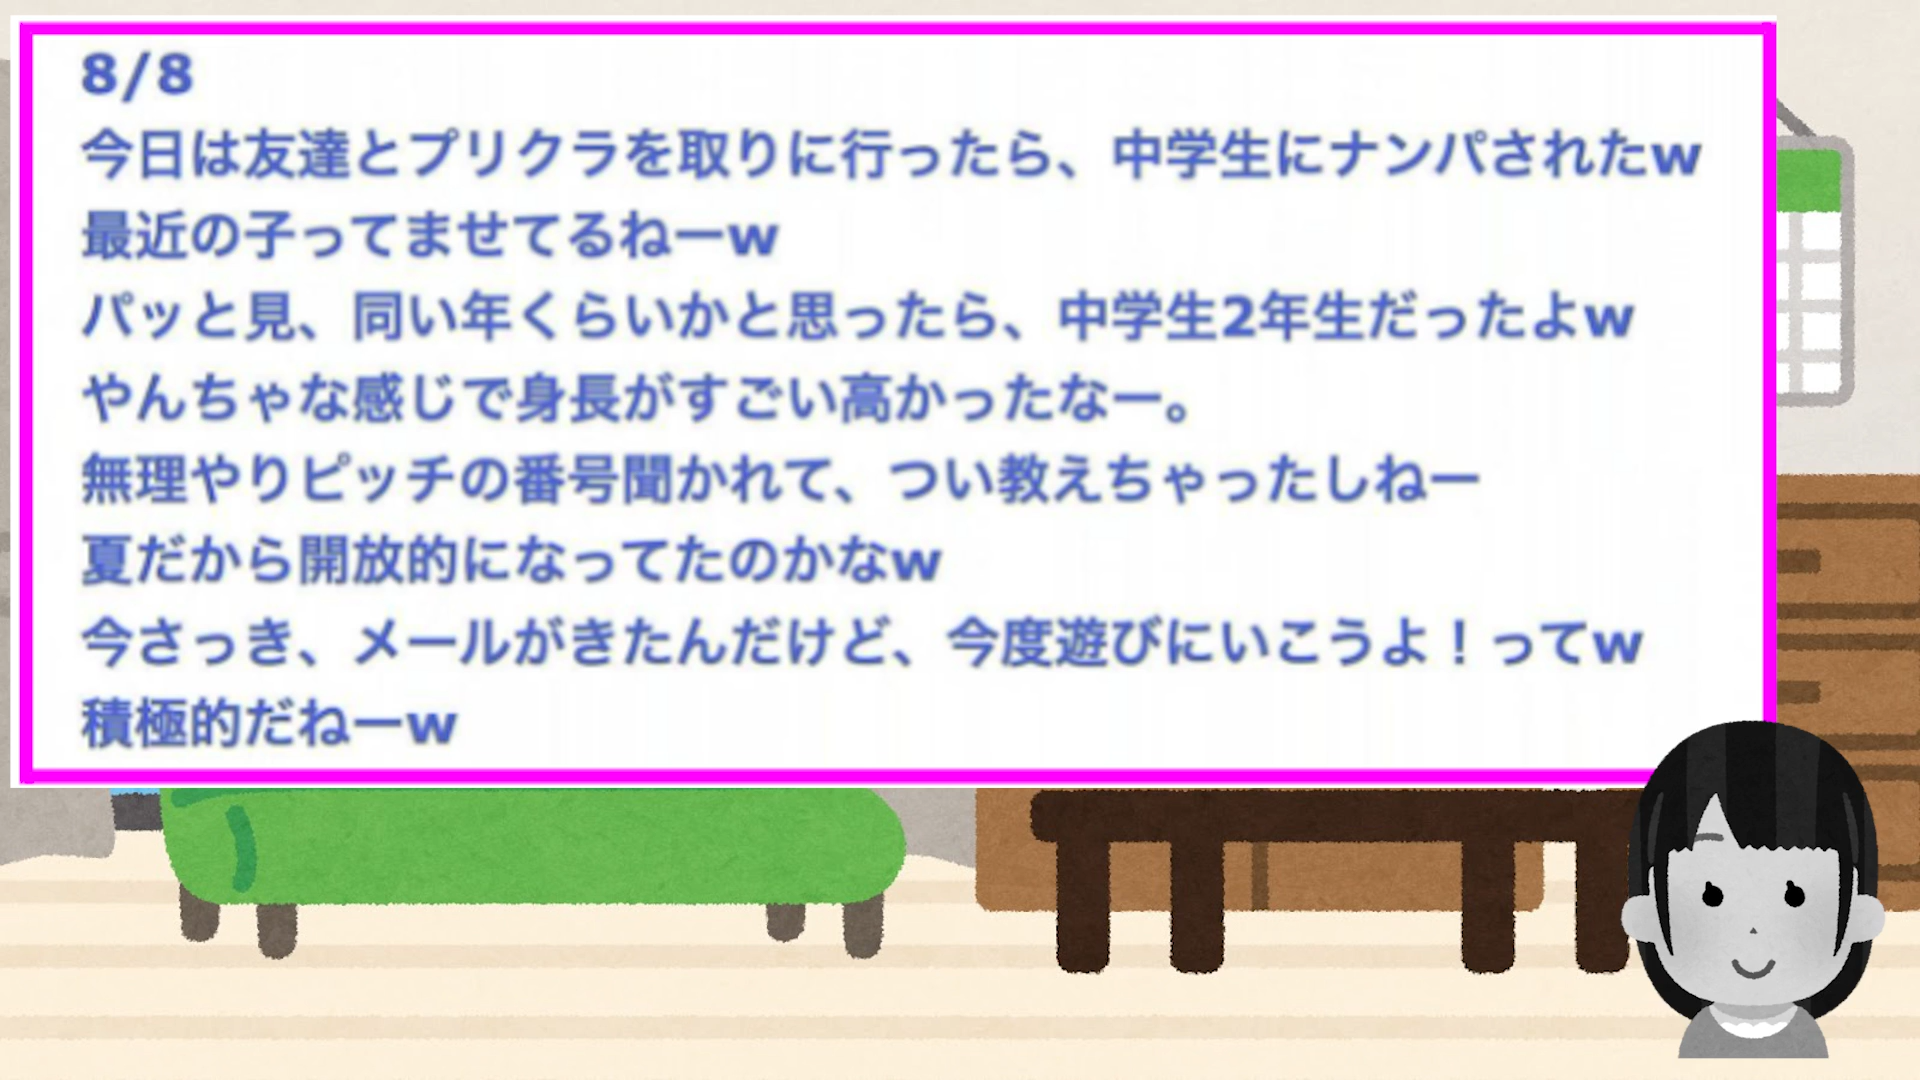 8/8
今日は友達とプリクラを取りに行ったら、中学生にナンパされたw
最近の子ってませてるねーw
パッと見、同い年くらいかと思ったら、中学生2年生だったよw
やんちゃな感じで身長がすごい高かったなー。
無理やりピッチの番号聞かれて、つい教えちゃったしねー
夏だから開放的になってたのかなw
今さっき、メールがきたんだけど、今度遊びにいこうよ！ってw
積極的だねーw